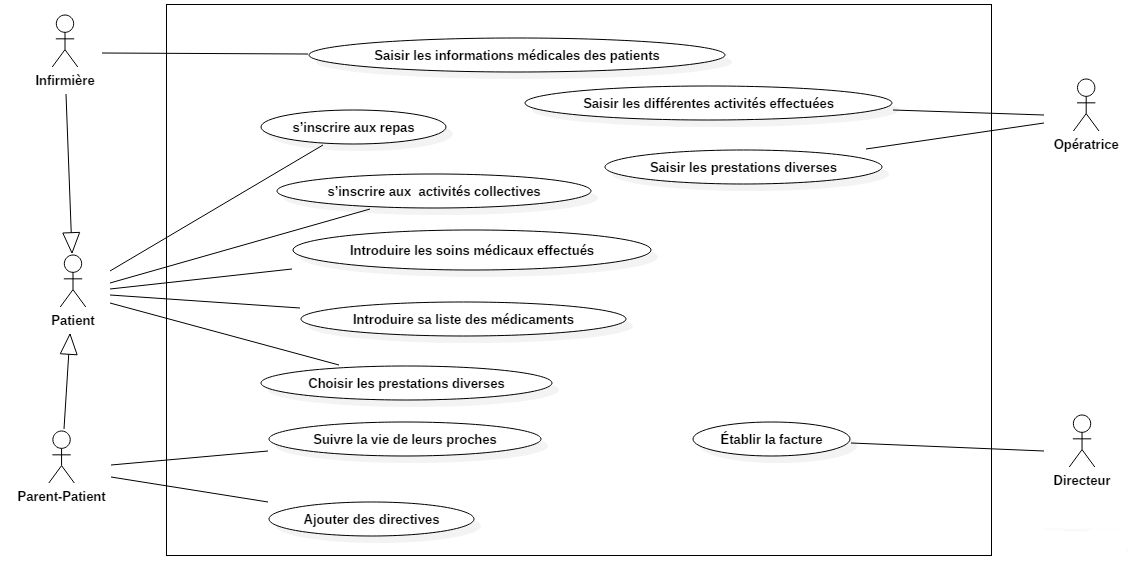 Saisir les informations médicales des patients
Infirmière
Saisir les différentes activités effectuées
s'inscrire aux repas
Opératrice
Saisir les prestations diverses
s'inscrire aux  activités collectives
Introduire les soins médicaux effectués
Patient
Introduire sa liste des médicaments
Choisir les prestations diverses
Suivre la vie de leurs proches
Établir la facture
Directeur
Parent-Patient
Ajouter des directives